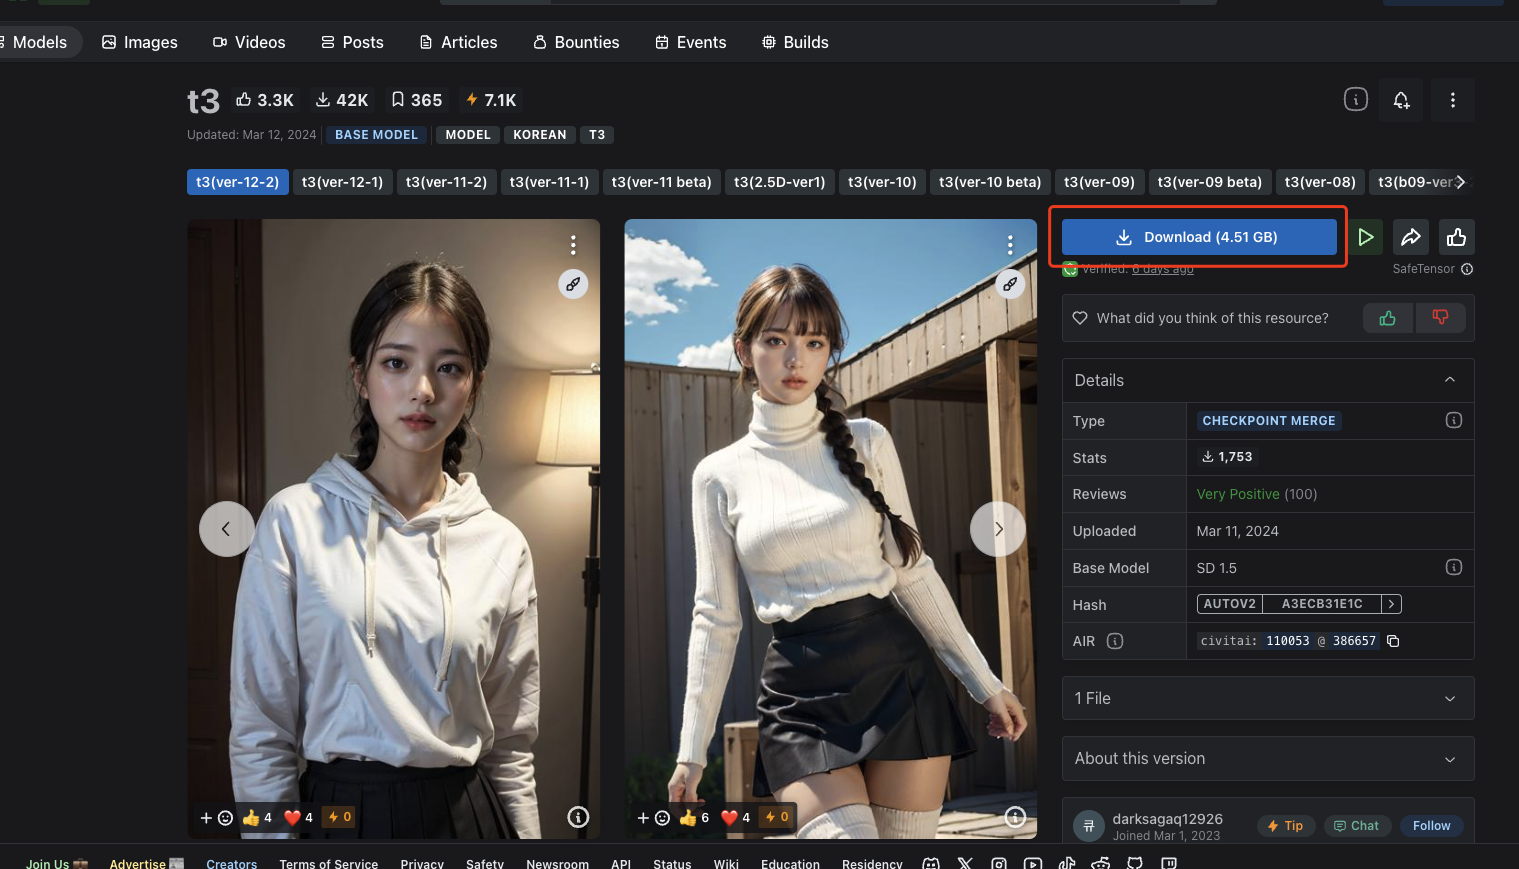 Models Images Videos Posts Articles Bounties Events Builds
t3 3.3K 42K 365 7.1K
Updated: Mar 12, 2024 BASE MODEL MODEL KOREAN T3
t3(ver-12-2) t3(ver-12-1) t3(ver-11-2) t3(ver-11-1) t3(ver-11 beta) t3(2.5D-ver1) t3(ver-10) t3(ver-10 beta) t3(ver-09) t3(ver-09 beta) t3(ver-08) t3(b09-ver3
Download (4.51 GB)
Verified: 6 days ago SafeTensor
What did you think of this resource?
Details
Type CHECKPOINT MERGE
Stats 1,753
Reviews Very Positive (100)
Uploaded Mar 11, 2024
Base Model SD 1.5
Hash AUTOV2 A3ECB31E1C
AIR civitai: 110053 @ 386657
1 File
About this version
규 darksagaq12926
Joined Mar 1, 2023
Tip Chat Follow
4 4 0
6 4 0
Join Us Advertise Creators Terms of Service Privacy Safety Newsroom API Status Wiki Education Residency